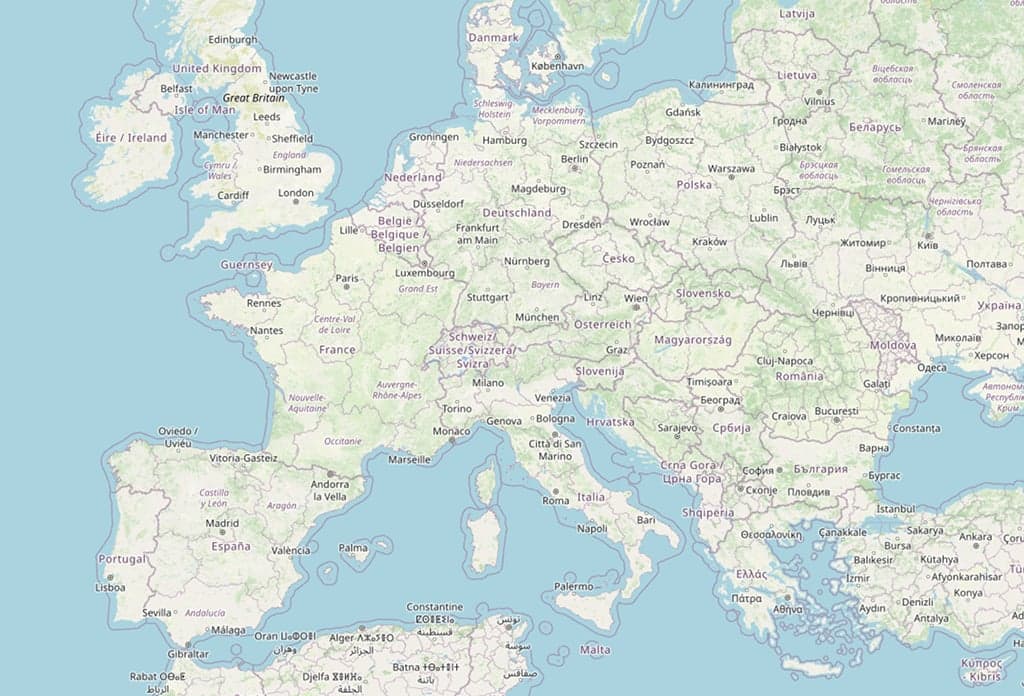 Latvija
Danmark
Edinburgh
København
United Kingdom
Newcastle
upon Tyne
Belfast
Great Britain
Isle of Man
Leeds
Schleswig-
Holstein
Mecklenburg-
Vorpommern
Калининград
Lietuva
Vilnius
Віцебская
вобласць
Смоленская
область
Gdańsk
Гродна
Беларусь
Магілёў
Éire / Ireland
Manchester
Sheffield
Groningen
Hamburg
Szczecin
Bydgoszcz
Białystok
Брянская
область
England
Cymru /
Wales
Birmingham
Niedersachsen
Berlin
Poznań
Warszawa
Брэсцкая
вобласць
Гомельская
вобласць
Nederland
Cardiff
London
Magdeburg
Polska
Брэст
Düsseldorf
Deutschland
Чернігівська
область
België
Belgique /
Belgien
Lille
Frankfurt
am Main
Dresden
Wrocław
Lublin
Луцьк
Kraków
Житомир
Київ
Guernsey
Luxembourg
Nürnberg
Česko
Львів
Вінниця
Полтава
Paris
Grand Est
Bayern
Rennes
Stuttgart
Linz
Wien
Slovensko
Кропивницький
Україна
Чернівці
Nantes
Centre-Val
de Loire
München
Österreich
Запор
France
Schweiz/
Suisse/Svizzera/
Svizra
Graz
Magyarország
Moldova
Миколаїв
Херсон
Cluj-Napoca
Slovenija
România
Одеса
Milano
Timișoara
Galați
Автоном
Республік
Крим
Auvergne-
Rhône-Alpes
Nouvelle
Aquitaine
Venezia
Београд
Torino
Genova
Bologna
Hrvatska
Craiova
București
Monaco
Sarajevo
Србија
Constanța
Oviedo /
Uviéu
Occitanie
Città di San
Marino
Vitoria-Gasteiz
Marseille
Варна
Crna Gora /
Црна Гора
София
България
Бургас
Andorra
la Vella
Скопје
Пловдив
Castilla
y León
Aragón
Roma
Italia
Shqipëria
İstanbul
Madrid
Napoli
Bari
Θεσσαλονίκη
Çanakkale
Sakarya
Ankara
España
València
Palma
Bursa
Portugal
Balıkesir
Kütahya
Ελλάς
İzmir
Afyonkarahisar
Lisboa
Palermo
Πάτρα
Αθήνα
Konya
Sevilla
Andalucía
Constantine
ⵇⵙⴻⵏⵟⵉⵏⴰ
قسنطينة
Aydın
Denizli
Antalya
Málaga
Alger
الجزائر
تونس
سوسة
Gibraltar
Oran
وهران
Malta
Rabat
الرباط
Djelfa
الجلفة
Batna
باتنة
صفاقس
Κύπρος
Kıbrıs